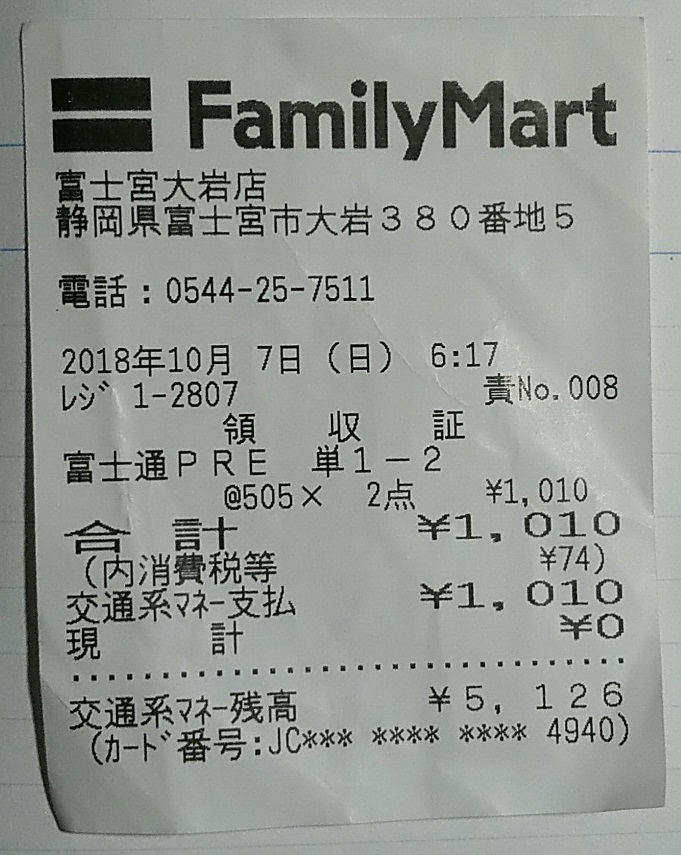 FamilyMart
富士宮大岩店
静岡県富士宮市大岩３８０番地５
電話：0544-25-7511
2018年10月 7日（日） 6:17
ﾚｼﾞ 1-2807 責No.008
領 収 証
富士通ＰＲＥ 単１－２
@505× 2点 ¥1,010
合 計 ¥1,010
（内消費税等 ¥74）
交通系ﾏﾈｰ支払 ¥1,010
現 計 ¥0
交通系ﾏﾈｰ残高 ¥５，１２６
（ｶｰﾄﾞ番号:JC*** **** **** 4940）